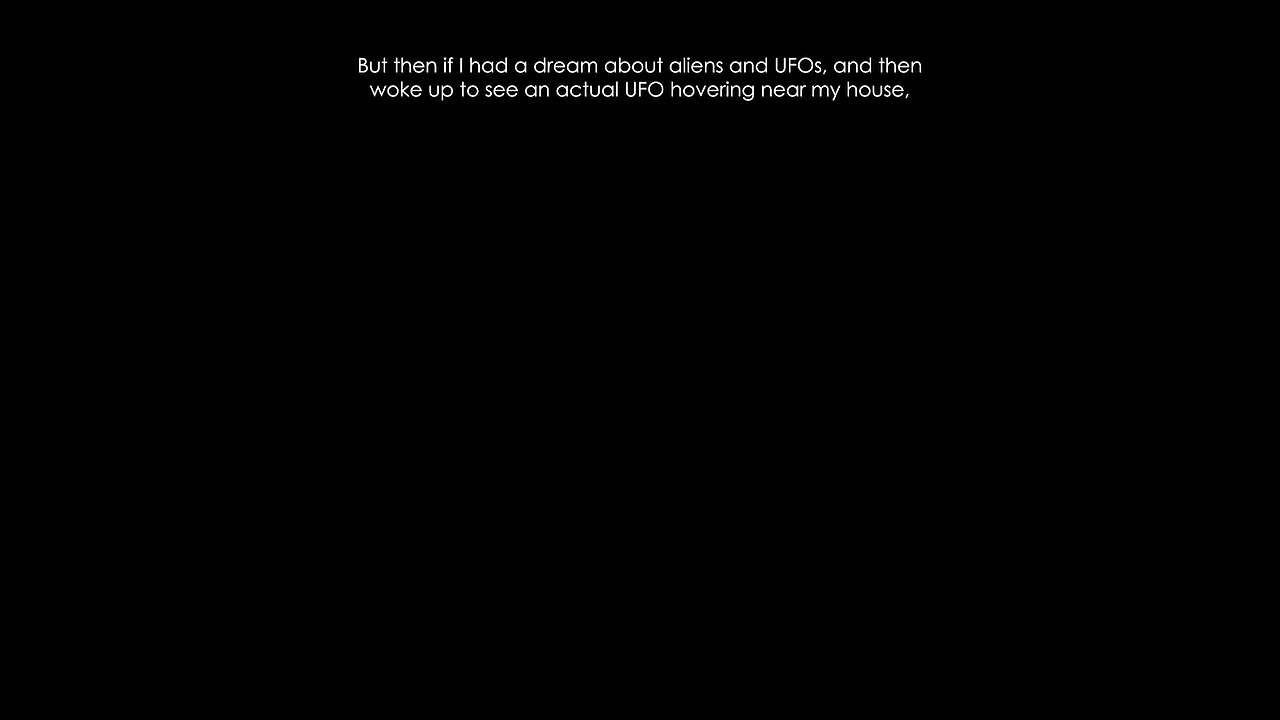 But then if I had a dream about aliens and UFOs, and then
woke up to see an actual UFO hovering near my house,